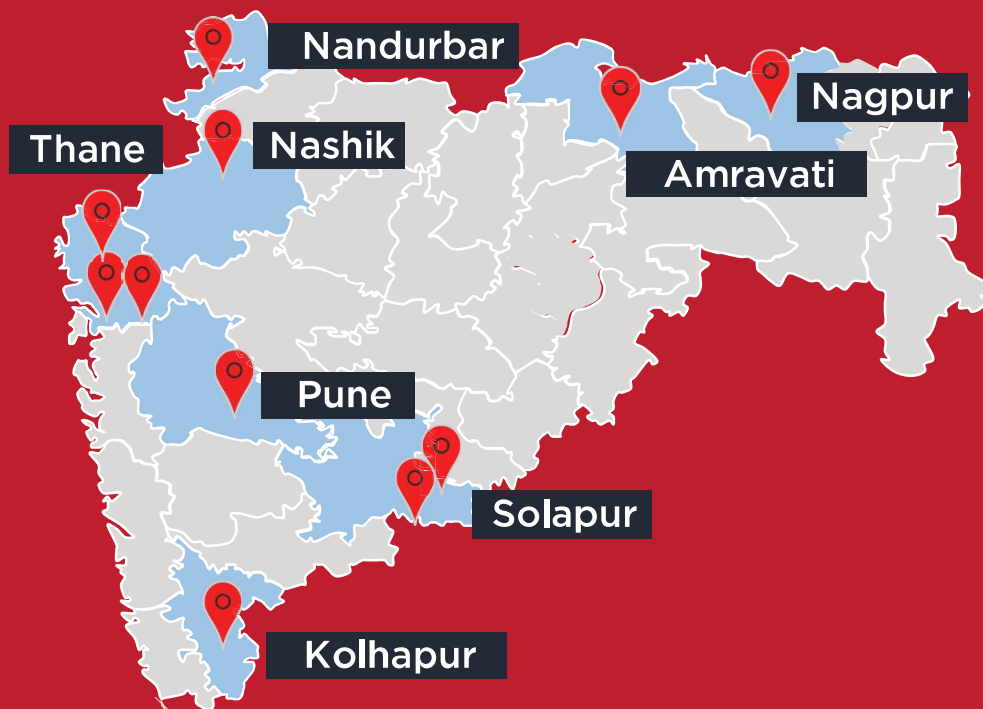 Nandurbar
Nagpur
Thane
Nashik
Amravati
Pune
Solapur
Kolhapur